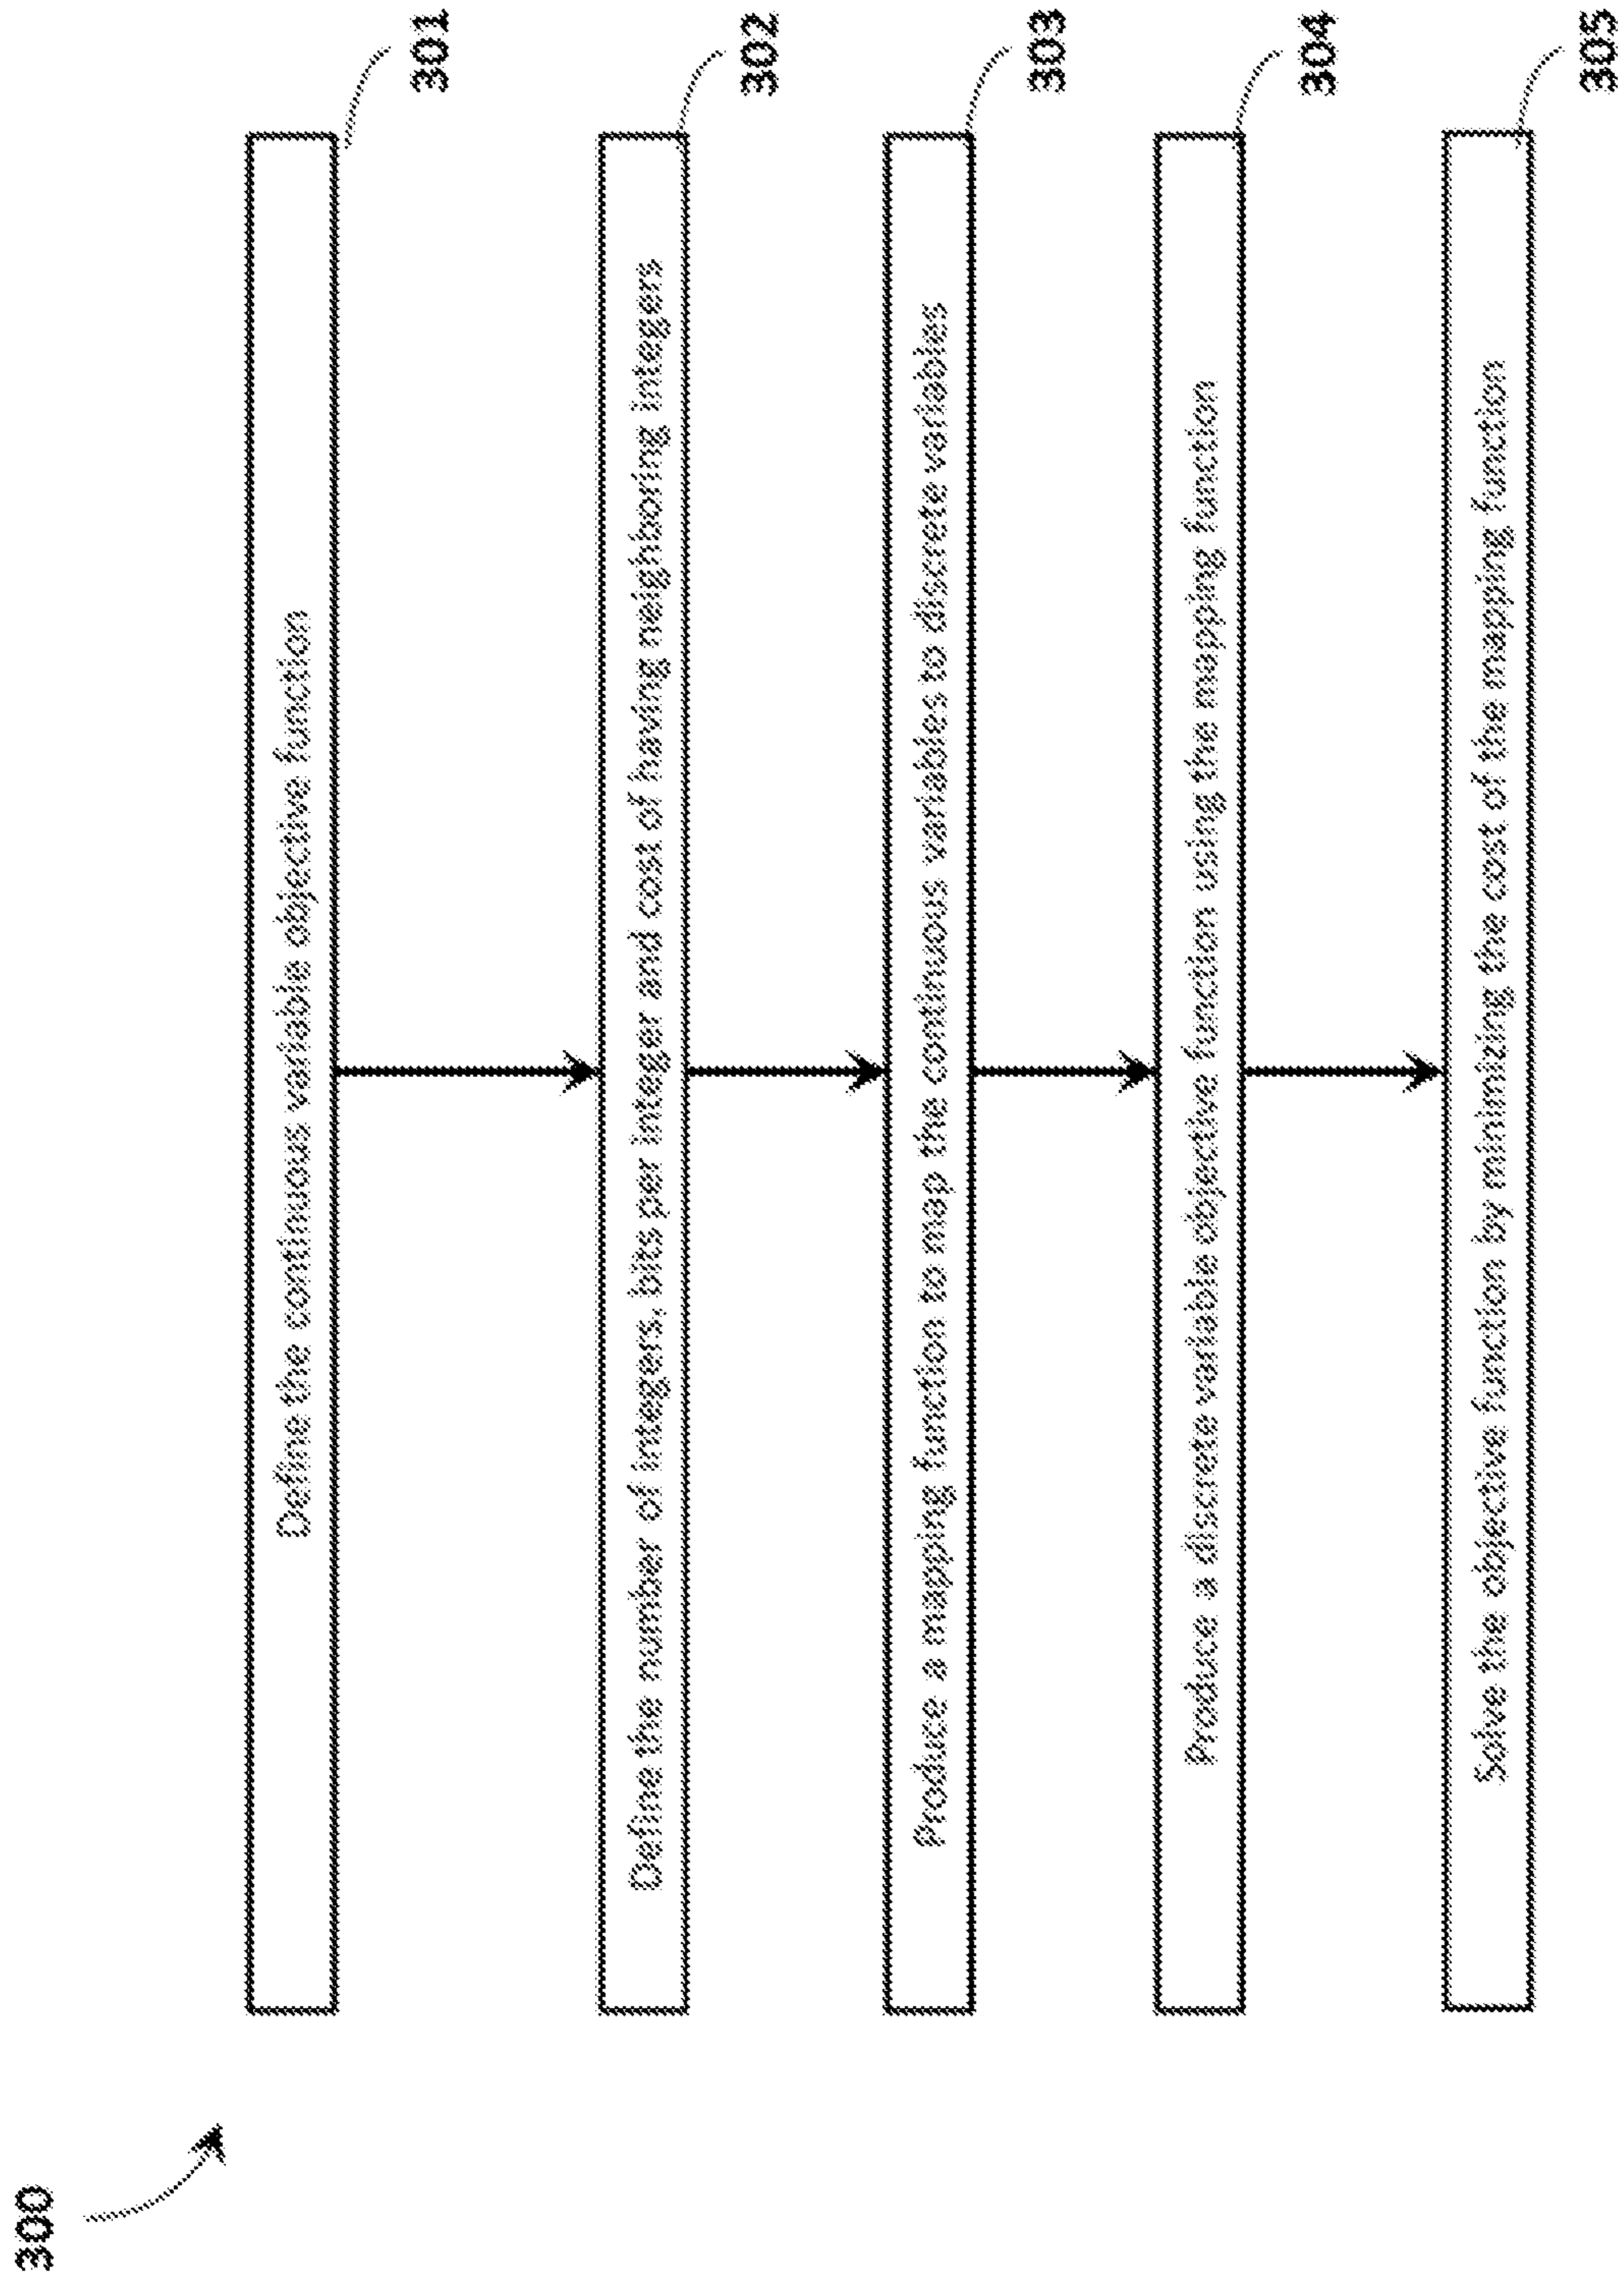 300
Define the continuous variable objective function
301
Define the number of integers, bits per integer and cost of having neighboring integers
302
Produce a mapping function to map the continuous variables to discrete variables
303
Produce a discrete variable objective function using the mapping function
304
Solve the objective function by minimizing the cost of the mapping function
305